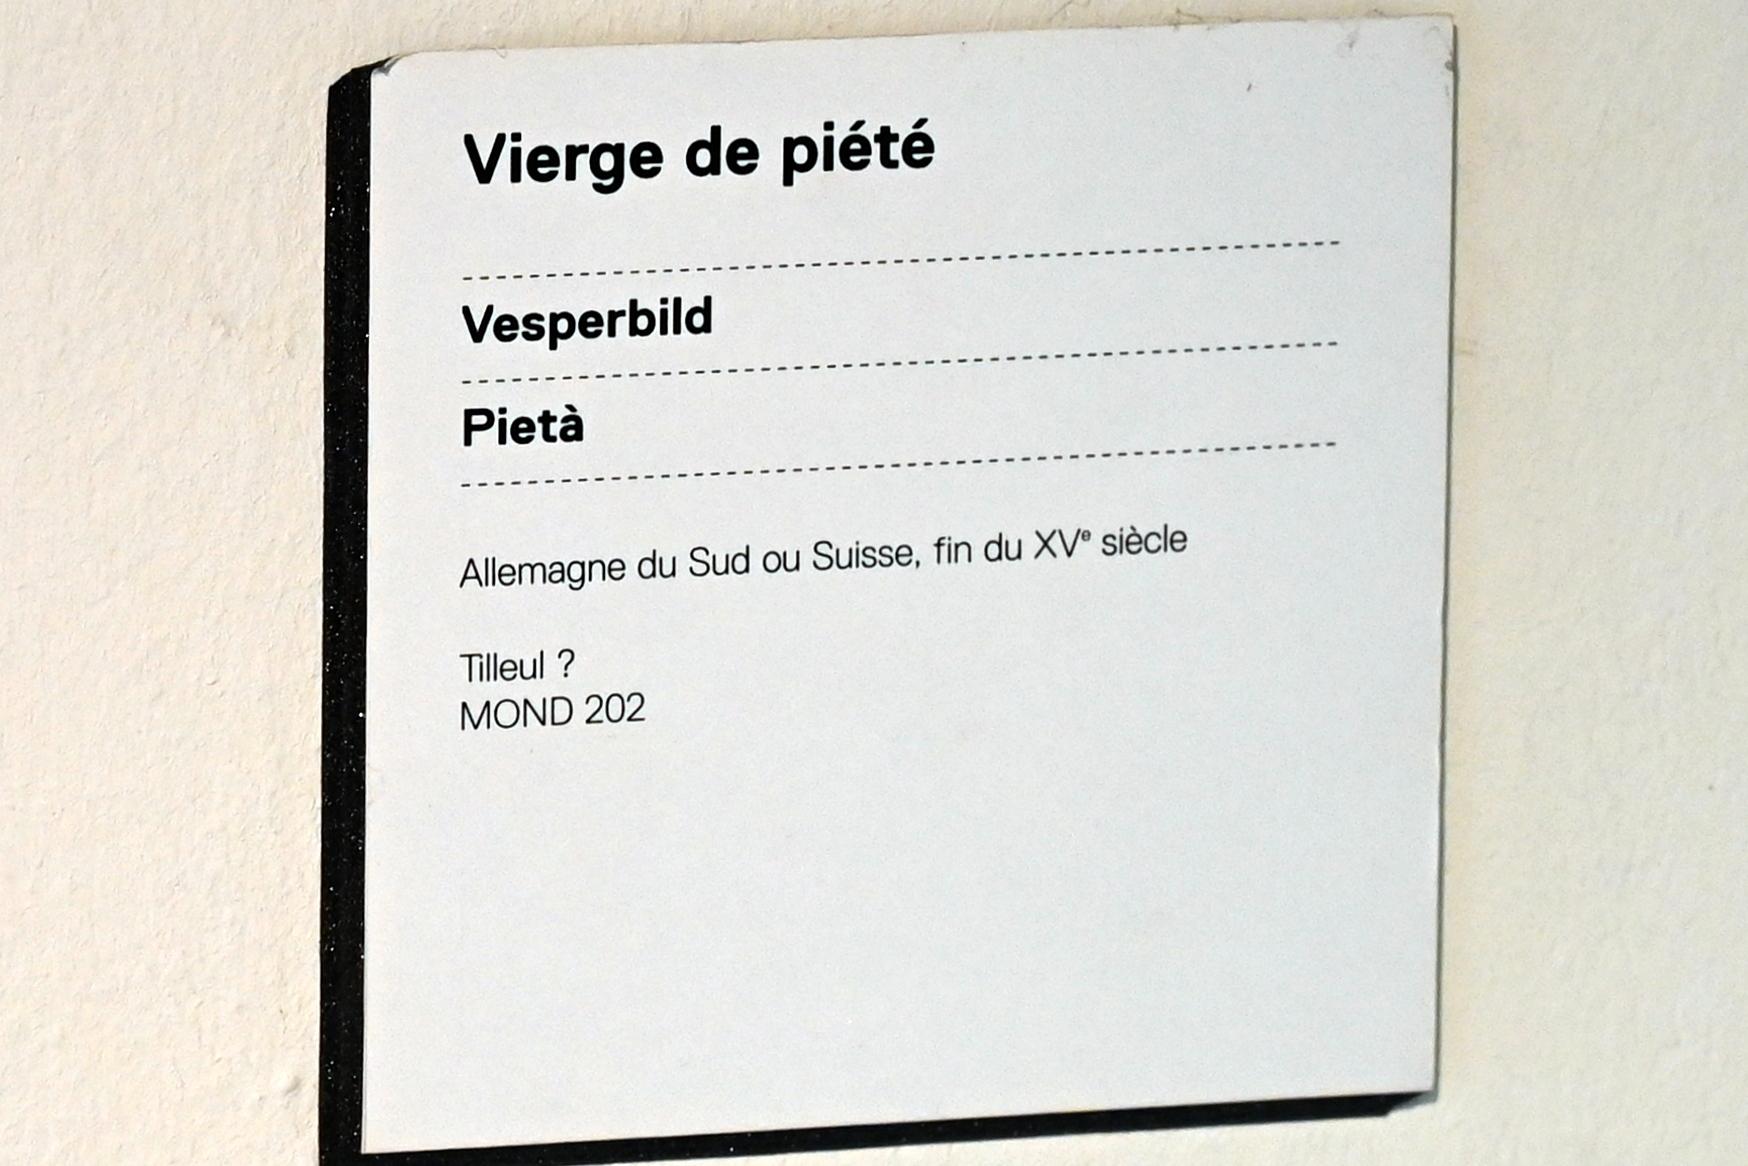 Vierge de piété
Vesperbild
Pietà
Allemagne du Sud ou Suisse, fin du XVᵉ siècle
Tilleul ?
MOND 202